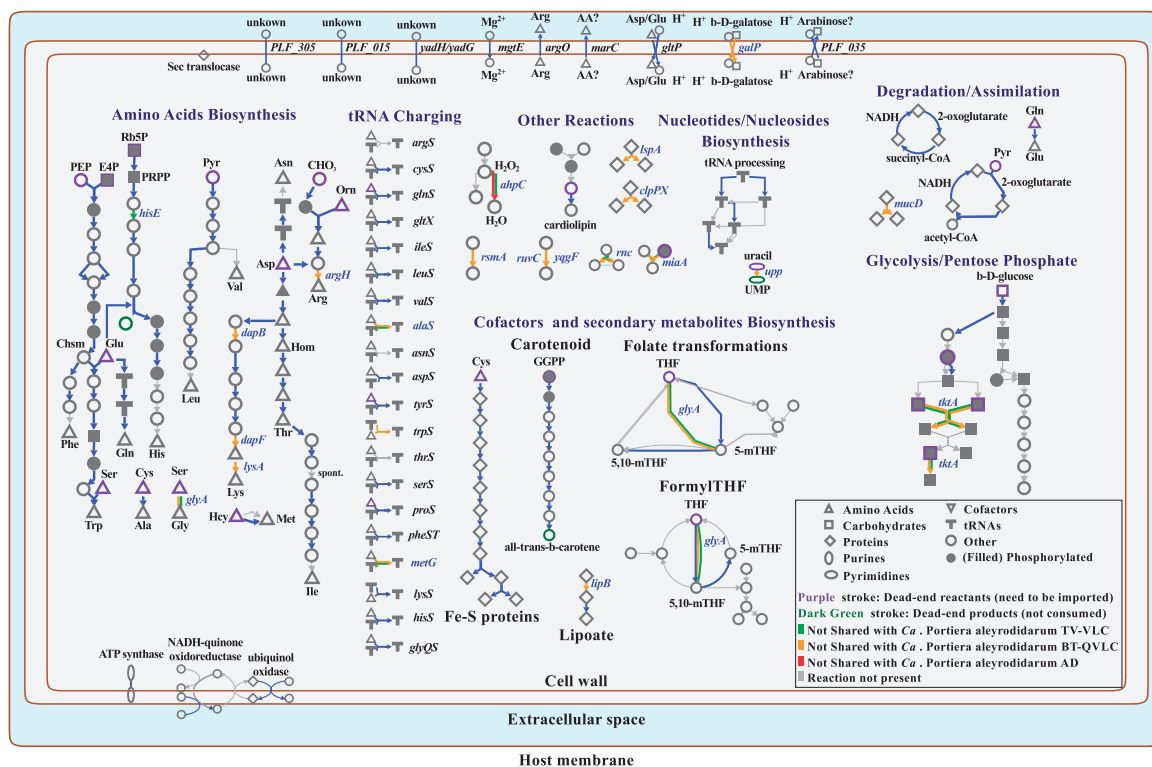 unkown unkown unkown Mg2+ Arg AA? Asp/Glu H+ H+ b-D-galatose H+ Arabinose?
Sec translocase
PLF_305 PLF_015 yadH/yadG mgtE argO marC gltP galP PLF_035
unkown unkown unkown Mg2+ Arg AA? Asp/Glu H+ H+ b-D-galatose H+ Arabinose?
Amino Acids Biosynthesis
Rb5P
PEP E4P
PRPP
hisE
Pyr
Asn
CHO3
Orn
Asp
argH
Arg
Val
dapB
Hom
Chsm
Glu
Phe
Gln
His
Leu
Thr
dapF
lysA
Lys
spont.
Ser
Trp
Cys
Ala
Ser
glyA
Gly
Hcy
Met
Ile
tRNA Charging
argS
cysS
glnS
gltX
ileS
leuS
valS
alaS
asnS
aspS
tyrS
trpS
thrS
serS
proS
pheST
metG
lysS
hisS
glyQS
Other Reactions
H2O2
ahpC
H2O
cardiolipin
lspA
clpPX
rsmA
ruvC
yqgF
rnc
miaA
Nucleotides/Nucleosides
Biosynthesis
tRNA processing
uracil
upp
UMP
Degradation/Assimilation
NADH
2-oxoglutarate
succinyl-CoA
Gln
Glu
mucD
Pyr
NADH
2-oxoglutarate
acetyl-CoA
Glycolysis/Pentose Phosphate
b-D-glucose
tktA
tktA
Cofactors and secondary metabolites Biosynthesis
Cys
Fe-S proteins
Carotenoid
GGPP
all-trans-b-carotene
lipB
Lipoate
Folate transformations
THF
glyA
5,10-mTHF
5-mTHF
FormylTHF
THF
glyA
5-mTHF
5,10-mTHF
Amino Acids
Cofactors
Carbohydrates
tRNAs
Proteins
Other
Purines
(Filled) Phosphorylated
Pyrimidines
Purple stroke: Dead-end reactants (need to be imported)
Dark Green stroke: Dead-end products (not consumed)
Not Shared with Ca . Portiera aleyrodidarum TV-VLC
Not Shared with Ca . Portiera aleyrodidarum BT-QVLC
Not Shared with Ca . Portiera aleyrodidarum AD
Reaction not present
ATP synthase
NADH-quinone
oxidoreductase
ubiquinol
oxidase
Cell wall
Extracellular space
Host membrane